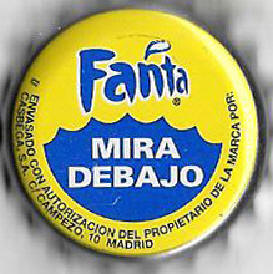 Fanta
®
MIRA
DEBAJO
ENVASADO CON AUTORIZACION DEL PROPIETARIO DE LA MARCA POR:
CASBEGA, S.A. C/ CAMPEZO, 10 MADRID